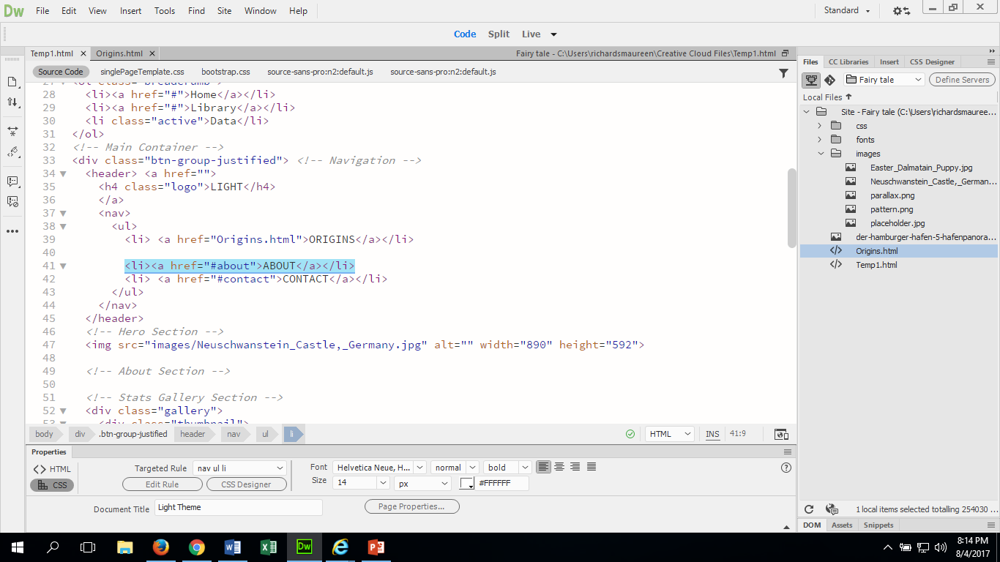 Dw File Edit View Insert Tools Find Site Window Help Standard
Code Split Live
Temp1.html Origins.html Fairy tale - C:\Users\richardsmaureen\Creative Cloud Files\Temp1.html
Source Code singlePageTemplate.css bootstrap.css source-sans-pro:n2:default.js source-sans-pro:n2:default.js
27 <ol class="breadcrumb">
28 <li><a href="#">Home</a></li>
29 <li><a href="#">Library</a></li>
30 <li class="active">Data</li>
31 </ol>
32 <!-- Main Container -->
33 <div class="btn-group-justified"> <!-- Navigation -->
34 <header> <a href="">
35 <h4 class="logo">LIGHT</h4>
36 </a>
37 <nav>
38 <ul>
39 <li> <a href="Origins.html">ORIGINS</a></li>
40
41 <li><a href="#about">ABOUT</a></li>
42 <li> <a href="#contact">CONTACT</a></li>
43 </ul>
44 </nav>
45 </header>
46 <!-- Hero Section -->
47 <img src="images/Neuschwanstein_Castle,_Germany.jpg" alt="" width="890" height="592">
48
49 <!-- About Section -->
50
51 <!-- Stats Gallery Section -->
52 <div class="gallery">
53 <div class="thumbnail">
body div .btn-group-justified header nav ul li HTML INS 41:9
Properties
HTML
CSS
Targeted Rule nav ul li
Edit Rule CSS Designer
Font Helvetica Neue, H... normal bold
Size 14 px #FFFFFF
Document Title Light Theme Page Properties...
Files CC Libraries Insert CSS Designer
Fairy tale Define Servers
Local Files
Site - Fairy tale (C:\Users\richardsmauree...
css
fonts
images
Easter_Dalmatain_Puppy.jpg
Neuschwanstein_Castle,_German...
parallax.png
pattern.png
placeholder.jpg
der-hamburger-hafen-5-hafenpanora...
Origins.html
Temp1.html
1 local items selected totalling 254030 ...
DOM Assets Snippets
Dw
8:14 PM
8/4/2017